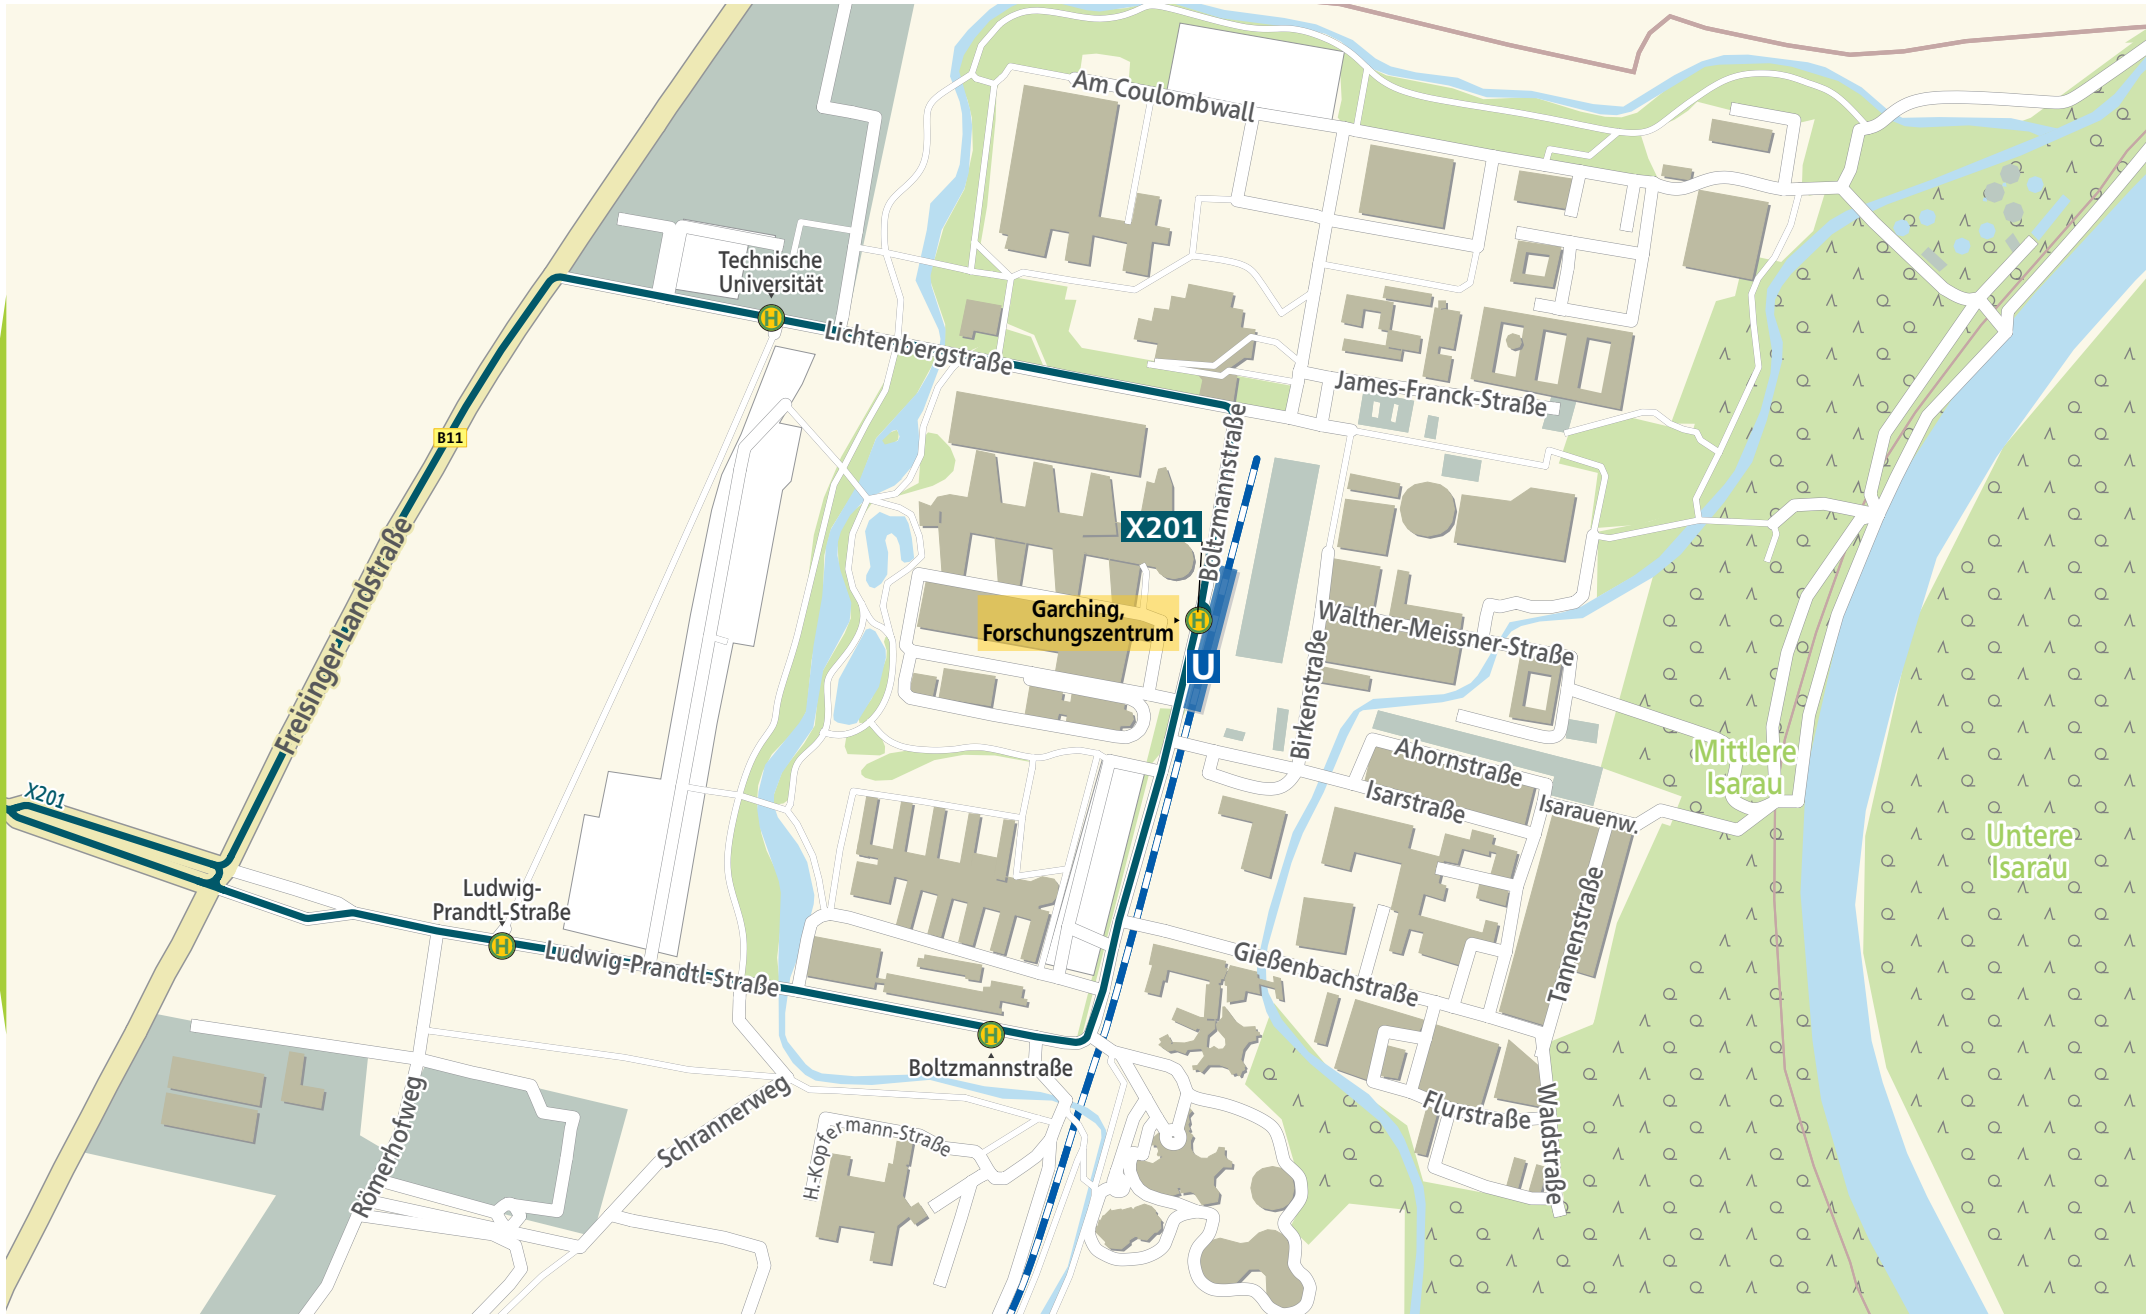 Am Coulombwall
Technische
Universität
H
Lichtenbergstraße
James-Franck-Straße
B11
Boltzmannstraße
X201
Freisinger Landstraße
Garching,
Forschungszentrum
H
U
Walther-Meissner-Straße
Birkenstraße
Ahornstraße
Isarstraße
Isarauenw.
Mittlere
Isarau
Untere
Isarau
X201
Ludwig-
Prandtl-Straße
H
Ludwig-Prandtl-Straße
Tannenstraße
Gießenbachstraße
H
Boltzmannstraße
Römerhofweg
Schrannerweg
H.-Kopfermann-Straße
Flurstraße
Waldstraße